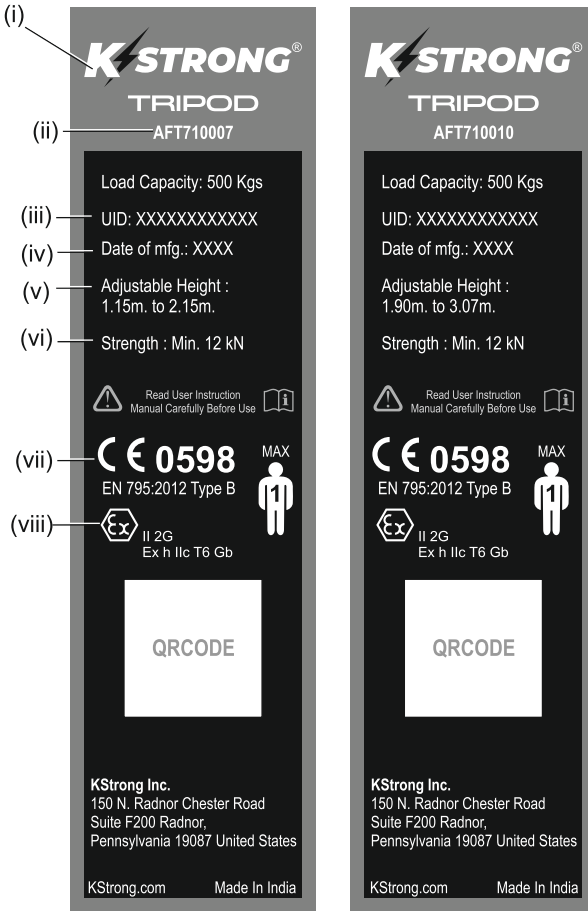 (i)
K STRONG®
TRIPOD
(ii)
AFT710007
Load Capacity: 500 Kgs
(iii)
UID: XXXXXXXXXXXX
(iv)
Date of mfg.: XXXX
(v)
Adjustable Height :
1.15m. to 2.15m.
(vi)
Strength : Min. 12 kN
Read User Instruction
Manual Carefully Before Use
i
(vii)
CE 0598
EN 795:2012 Type B
MAX
1
(viii)
Ex
II 2G
Ex h IIc T6 Gb
QRCODE
KStrong Inc.
150 N. Radnor Chester Road
Suite F200 Radnor,
Pennsylvania 19087 United States
KStrong.com Made In India
K STRONG®
TRIPOD
AFT710010
Load Capacity: 500 Kgs
UID: XXXXXXXXXXXX
Date of mfg.: XXXX
Adjustable Height :
1.90m. to 3.07m.
Strength : Min. 12 kN
Read User Instruction
Manual Carefully Before Use
i
CE 0598
EN 795:2012 Type B
MAX
1
Ex
II 2G
Ex h IIc T6 Gb
QRCODE
KStrong Inc.
150 N. Radnor Chester Road
Suite F200 Radnor,
Pennsylvania 19087 United States
KStrong.com Made In India